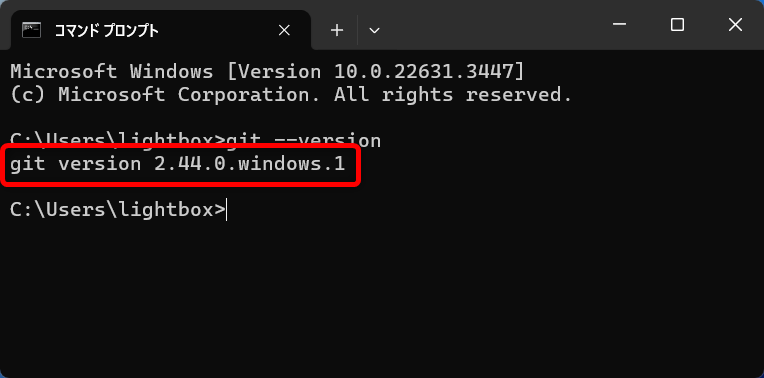 コマンド プロンプト
Microsoft Windows [Version 10.0.22631.3447]
(c) Microsoft Corporation. All rights reserved.
C:\Users\lightbox>git --version
git version 2.44.0.windows.1
C:\Users\lightbox>